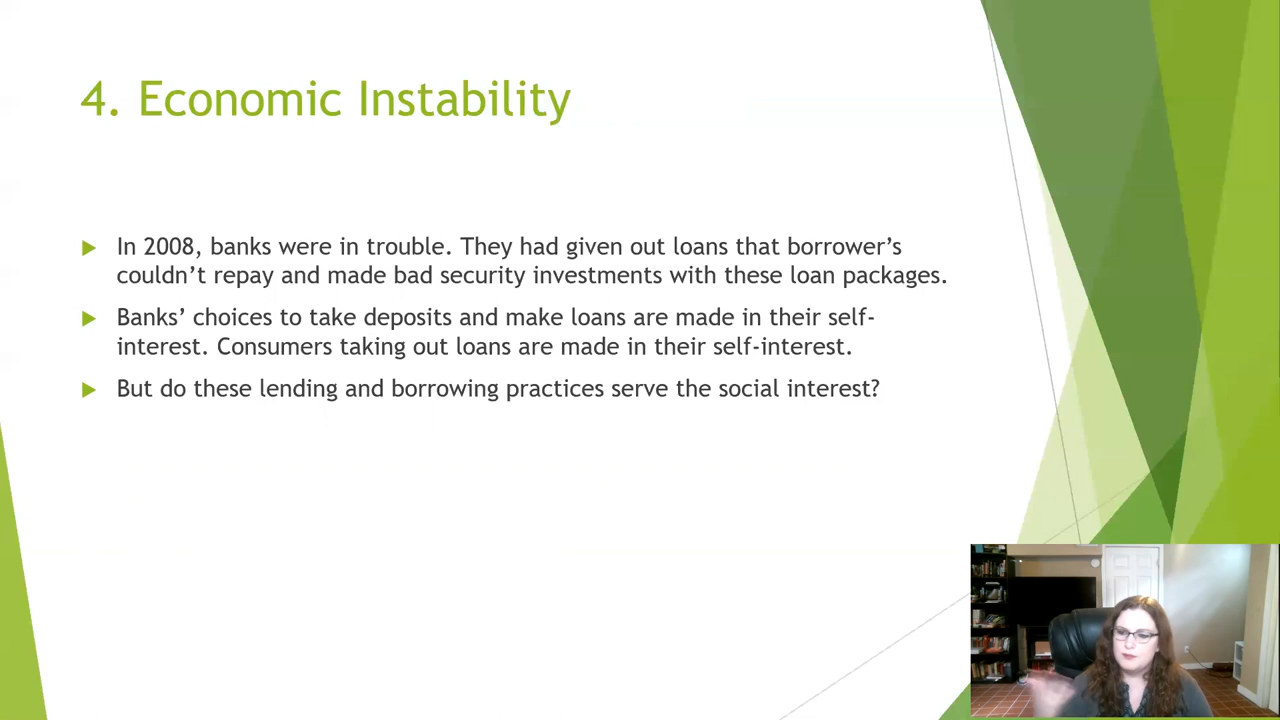 4. Economic Instability
In 2008, banks were in trouble. They had given out loans that borrower’s
couldn’t repay and made bad security investments with these loan packages.
Banks’ choices to take deposits and make loans are made in their self-
interest. Consumers taking out loans are made in their self-interest.
But do these lending and borrowing practices serve the social interest?